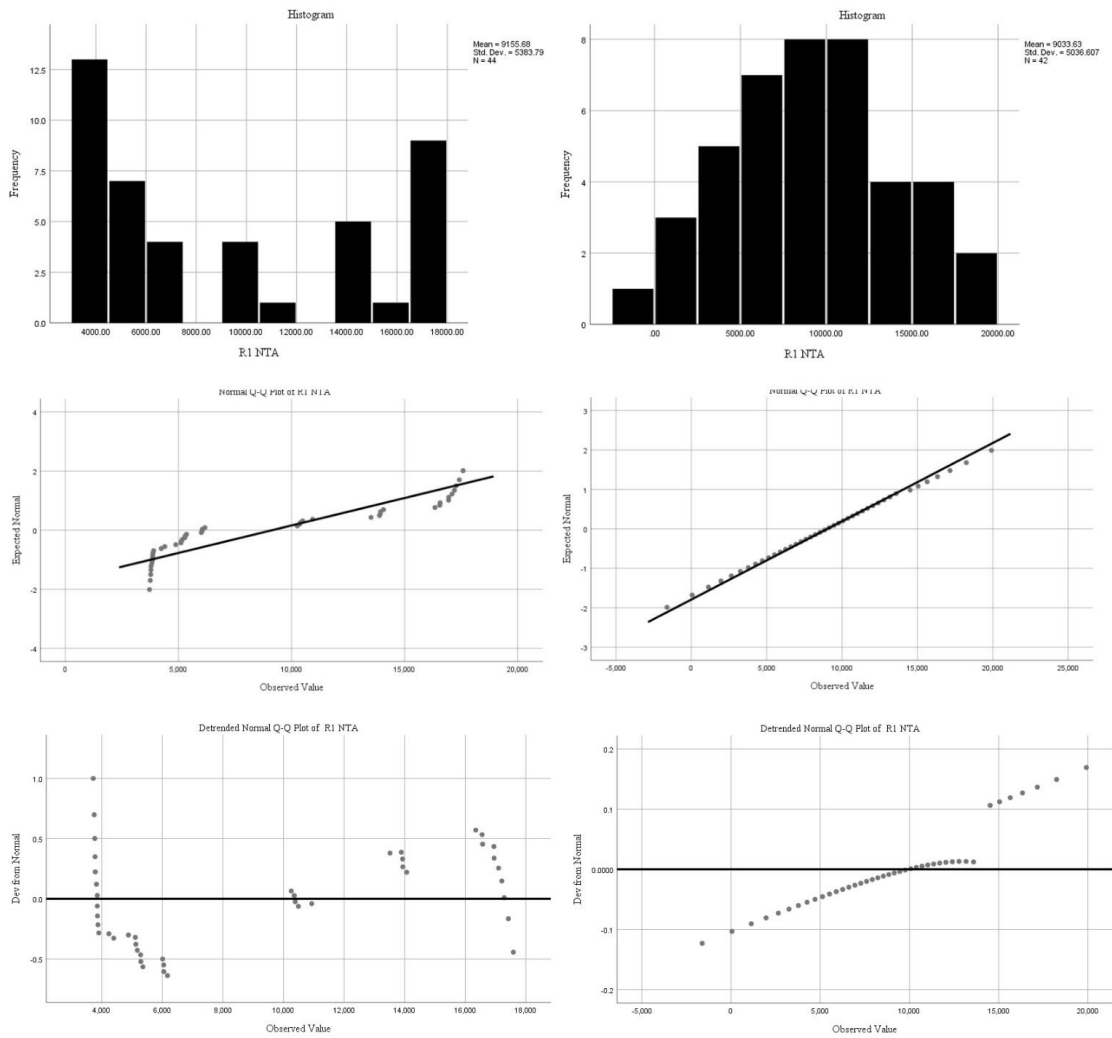 Histogram
Mean = 9155.68
Std. Dev. = 5383.79
N = 44
12.5
10.0
7.5
5.0
2.5
0.0
Frequency
4000.00 6000.00 8000.00 10000.00 12000.00 14000.00 16000.00 18000.00
R1 NTA
Histogram
Mean = 9033.63
Std. Dev. = 5036.607
N = 42
8
6
4
2
0
Frequency
.00 5000.00 10000.00 15000.00 20000.00
R1 NTA
Normal Q-Q Plot of R1 NTA
4
2
0
-2
-4
Expected Normal
0 5,000 10,000 15,000 20,000
Observed Value
Normal Q-Q Plot of R1 NTA
3
2
1
0
-1
-2
-3
Expected Normal
-5,000 0 5,000 10,000 15,000 20,000 25,000
Observed Value
Detrended Normal Q-Q Plot of R1 NTA
1.0
0.5
0.0
-0.5
Dev from Normal
4,000 6,000 8,000 10,000 12,000 14,000 16,000 18,000
Observed Value
Detrended Normal Q-Q Plot of R1 NTA
0.2
0.1
0.0000
-0.1
-0.2
Dev from Normal
-5,000 0 5,000 10,000 15,000 20,000
Observed Value